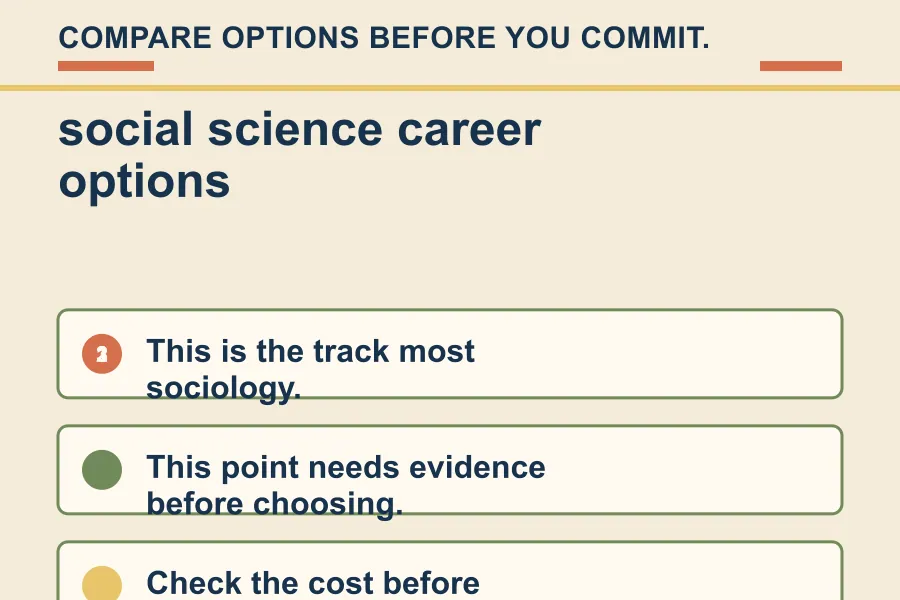 COMPARE OPTIONS BEFORE YOU COMMIT.
social science career
options
This is the track most
sociology.
This point needs evidence
before choosing.
Check the cost before